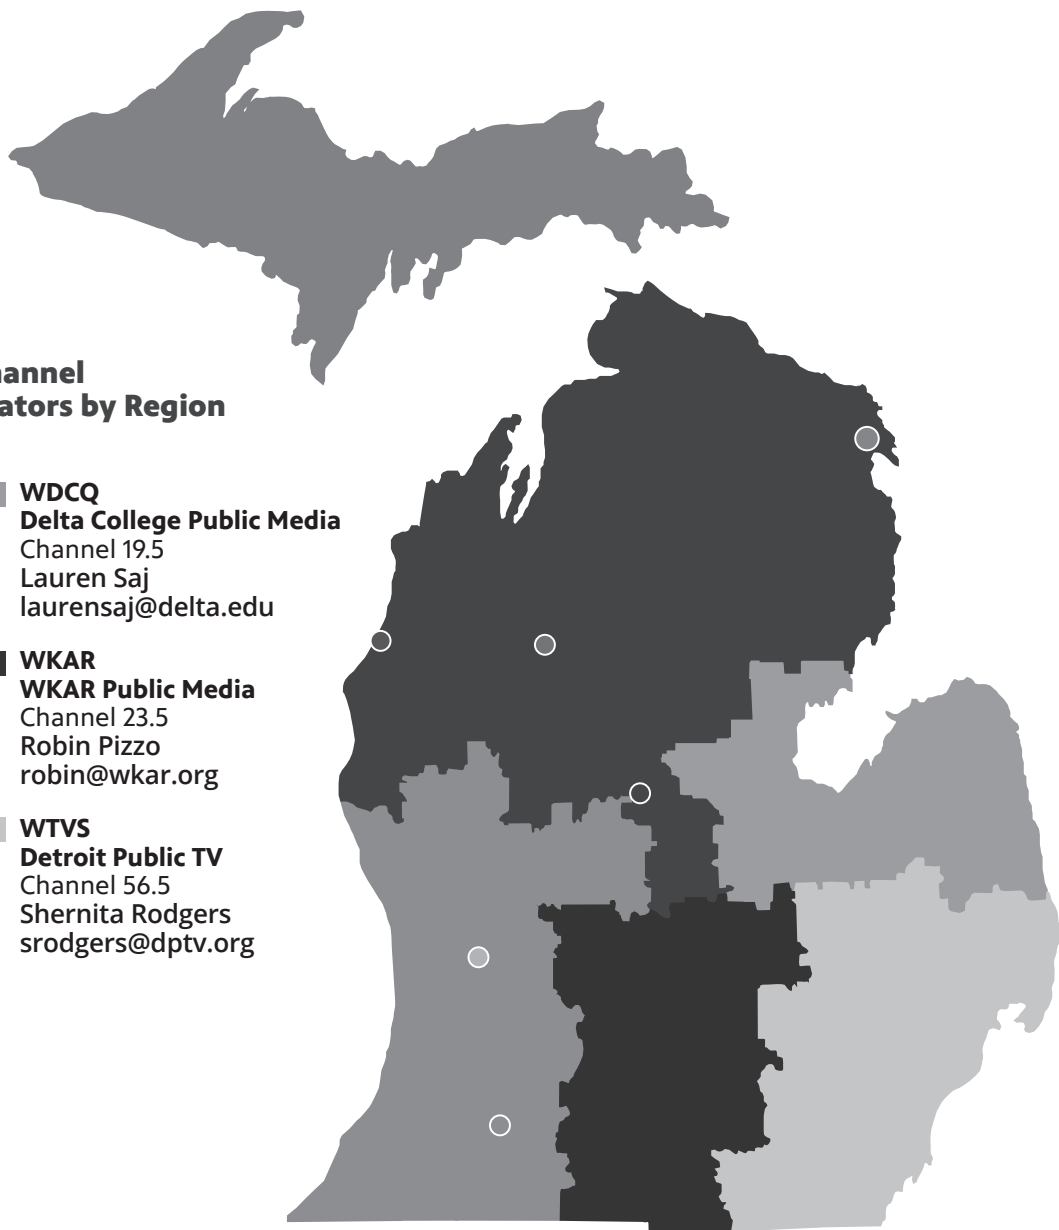 annel
ators by Region
WDCQ
Delta College Public Media
Channel 19.5
Lauren Saj
laurensaj@delta.edu
WKAR
WKAR Public Media
Channel 23.5
Robin Pizzo
robin@wkar.org
WTVS
Detroit Public TV
Channel 56.5
Shernita Rodgers
srodgers@dptv.org